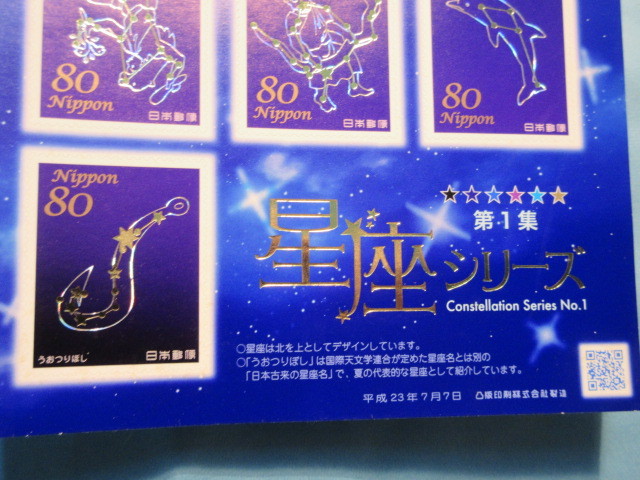 80
Nippon
日本郵便
80
Nippon
日本郵便
80
Nippon
日本郵便
Nippon
80
うおつりぼし
日本郵便
第1集
星座シリーズ
Constellation Series No.1
○星座は北を上としてデザインしています。
○「うおつりぼし」は国際天文学連合が定めた星座名とは別の
「日本古来の星座名」で、夏の代表的な星座として紹介しています。
平成23年7月7日 凸版印刷株式会社製造